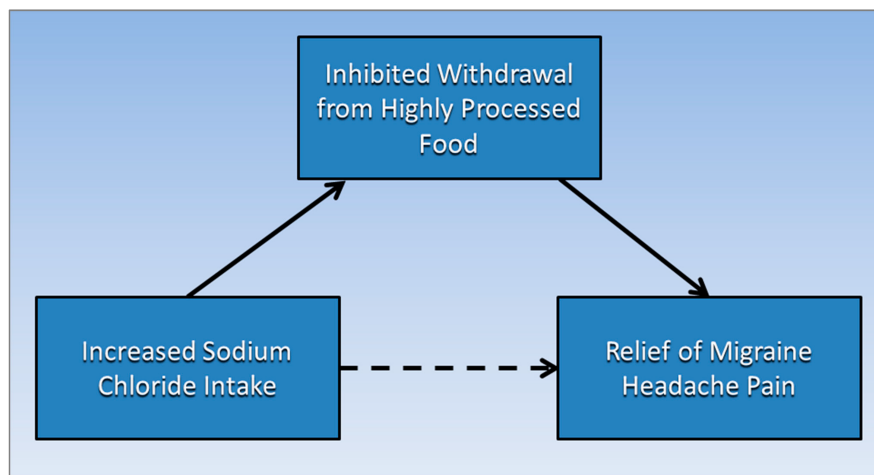 Inhibited Withdrawal
from Highly Processed
Food
Increased Sodium
Chloride Intake
Relief of Migraine
Headache Pain